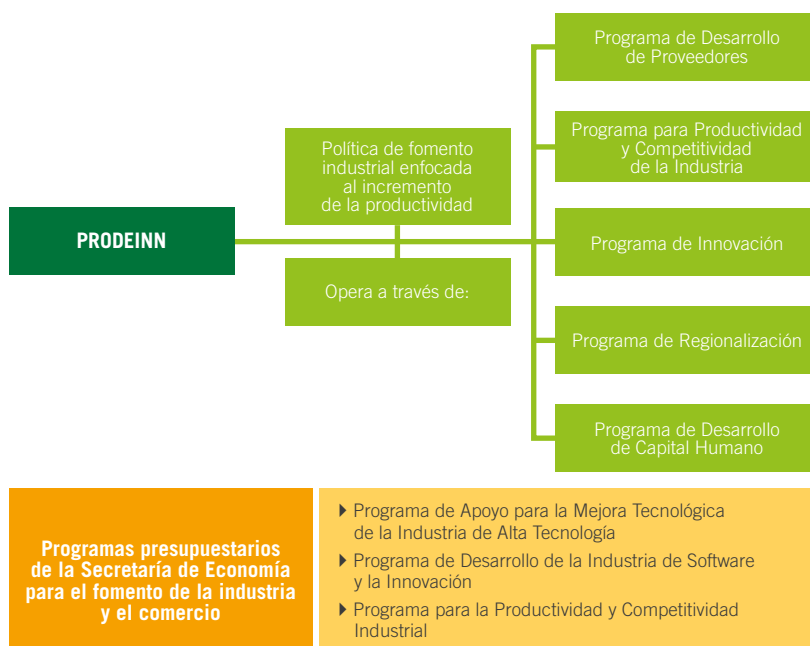 PRODEINN
Política de fomento
industrial enfocada
al incremento
de la productividad
Opera a través de:
Programa de Desarrollo
de Proveedores
Programa para Productividad
y Competitividad
de la Industria
Programa de Innovación
Programa de Regionalización
Programa de Desarrollo
de Capital Humano
Programas presupuestarios
de la Secretaría de Economía
para el fomento de la industria
y el comercio
Programa de Apoyo para la Mejora Tecnológica
de la Industria de Alta Tecnología
Programa de Desarrollo de la Industria de Software
y la Innovación
Programa para la Productividad y Competitividad
Industrial